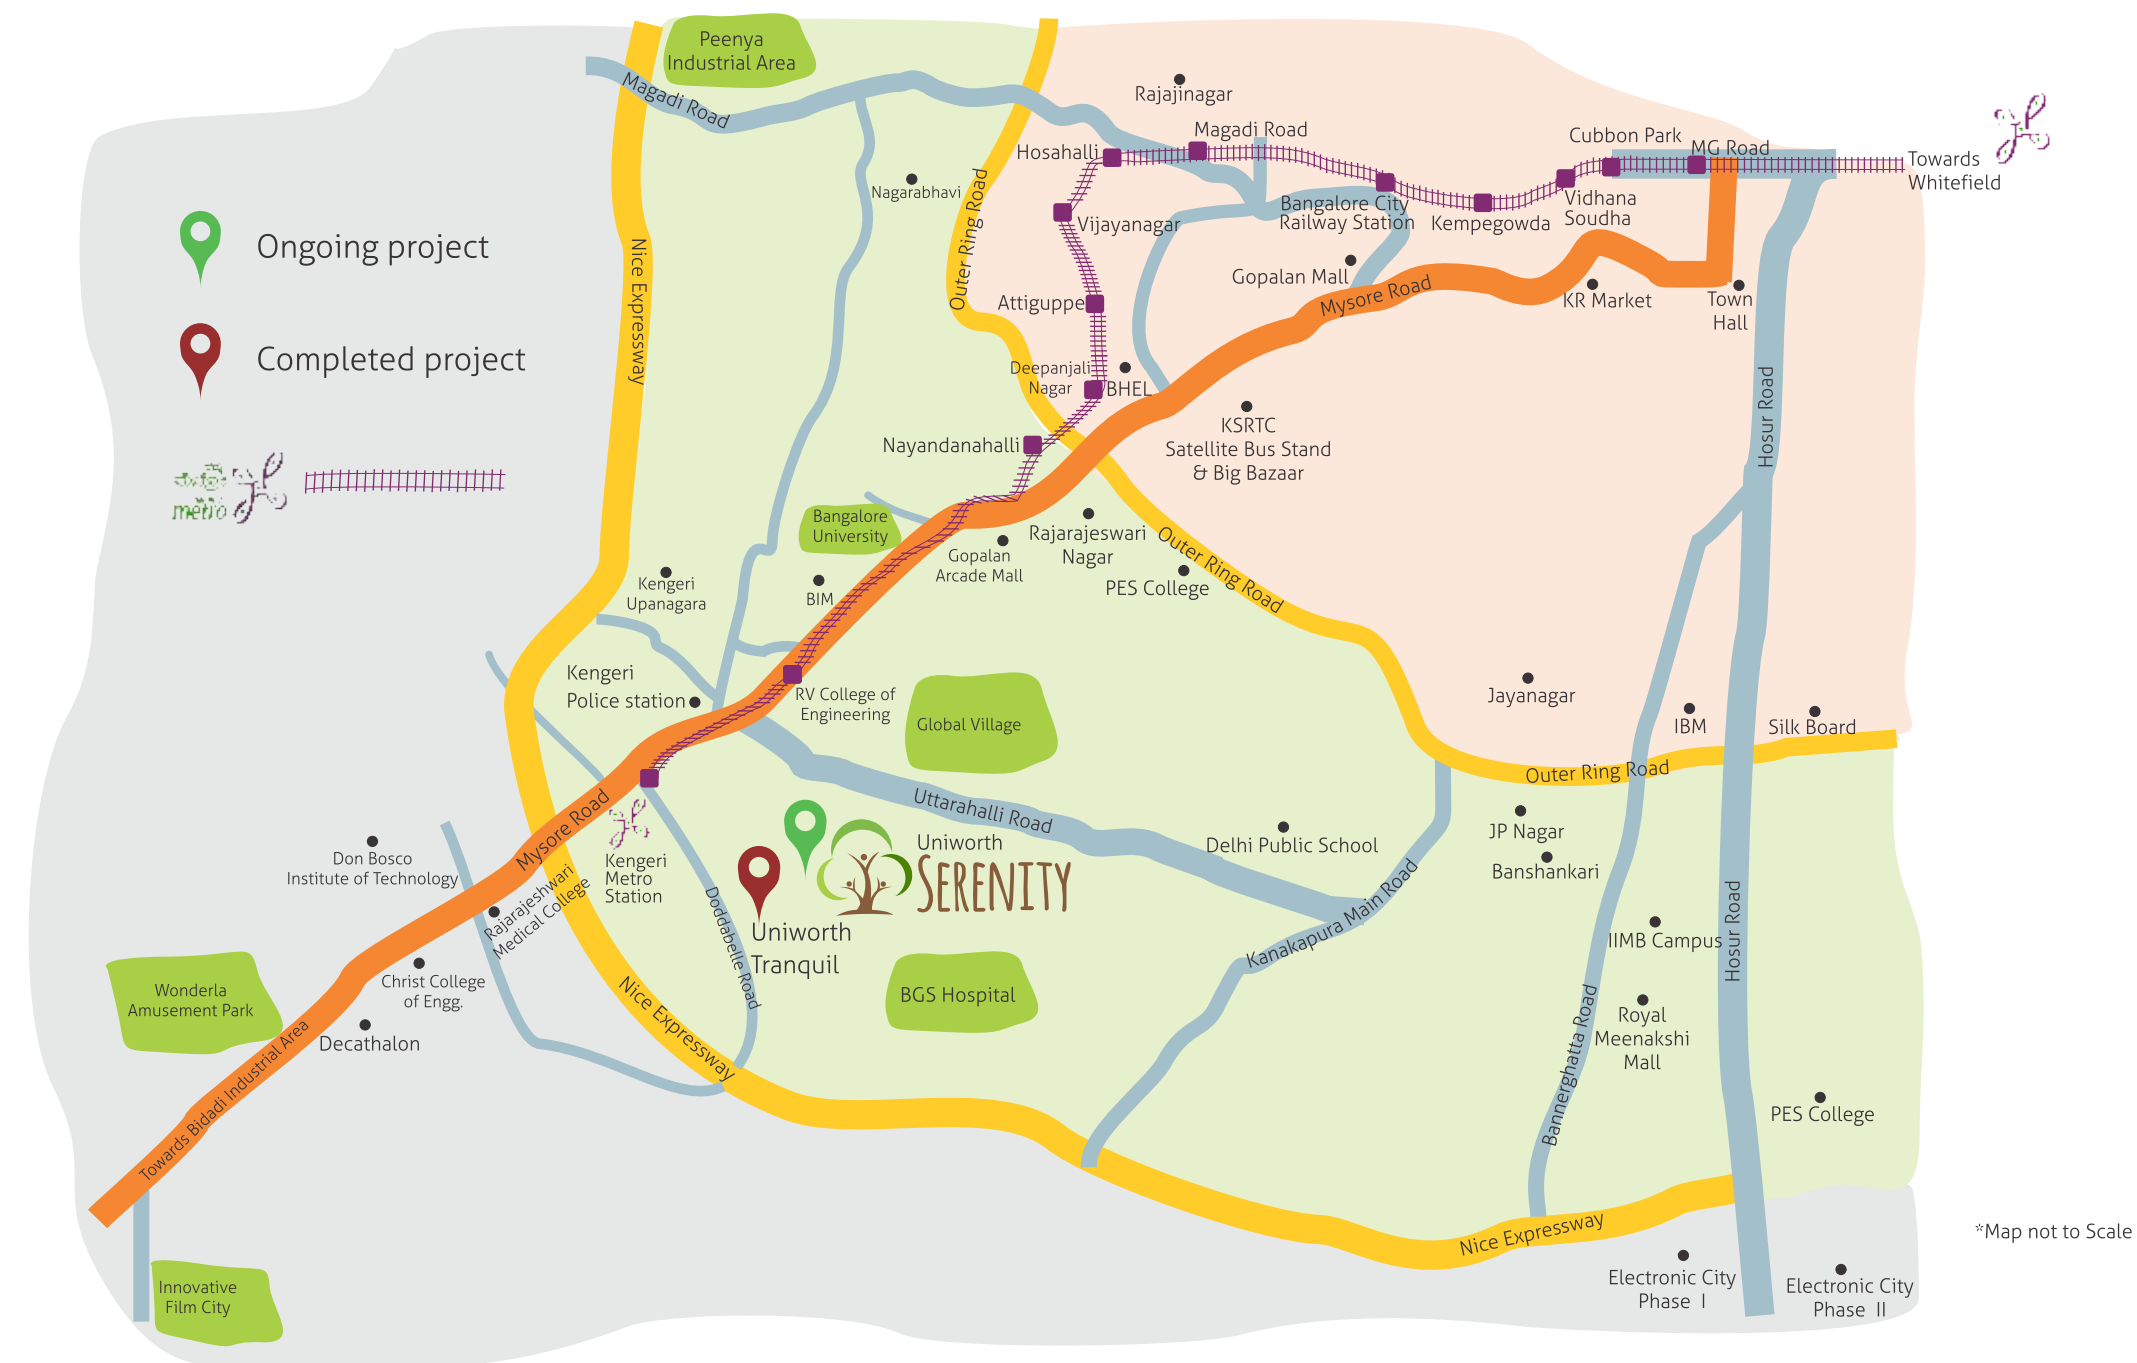 Peenya
Industrial Area
Magadi Road
Rajajinagar
Magadi Road
Hosahalli
Cubbon Park
MG Road
Towards
Whitefield
Nagarabhavi
Outer Ring Road
Vijayanagar
Bangalore City
Railway Station
Kempegowda
Vidhana
Soudha
Ongoing project
Nice Expressway
Gopalan Mall
Mysore Road
KR Market
Town
Hall
Attiguppe
Completed project
Deepanjali
Nagar
BHEL
Hosur Road
KSRTC
Satellite Bus Stand
& Big Bazaar
Nayandanahalli
metro
Bangalore
University
Gopalan
Arcade Mall
Rajarajeswari
Nagar
PES College
Outer Ring Road
Kengeri
Upanagara
BIM
Kengeri
Police station
RV College of
Engineering
Global Village
Jayanagar
IBM
Silk Board
Outer Ring Road
Uttarahalli Road
Delhi Public School
JP Nagar
Banshankari
Mysore Road
Kengeri
Metro
Station
Uniworth
SERENITY
Don Bosco
Institute of Technology
Rajarajeshwari
Medical College
Doddabelle Road
Uniworth
Tranquil
Kanakapura Main Road
IIMB Campus
Hosur Road
Christ College
of Engg.
Wonderla
Amusement Park
Decathalon
BGS Hospital
Nice Expressway
Royal
Meenakshi
Mall
Bannerghatta Road
PES College
Towards Bidadi Industrial Area
Nice Expressway
*Map not to Scale
Innovative
Film City
Electronic City
Phase I
Electronic City
Phase II